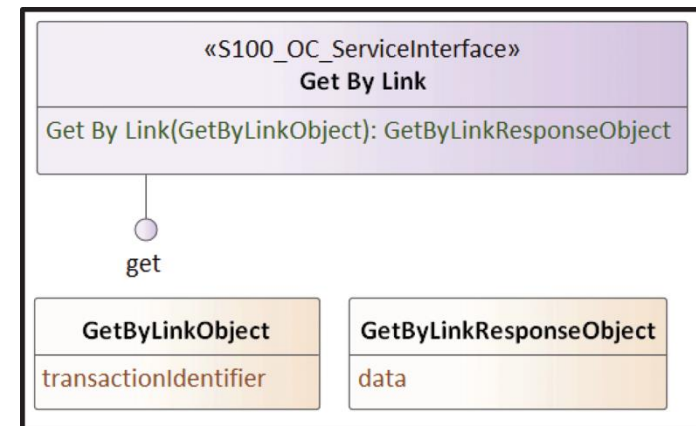 «S100_OC_ServiceInterface»
Get By Link
Get By Link(GetByLinkObject): GetByLinkResponseObject
get
GetByLinkObject
transactionIdentifier
GetByLinkResponseObject
data